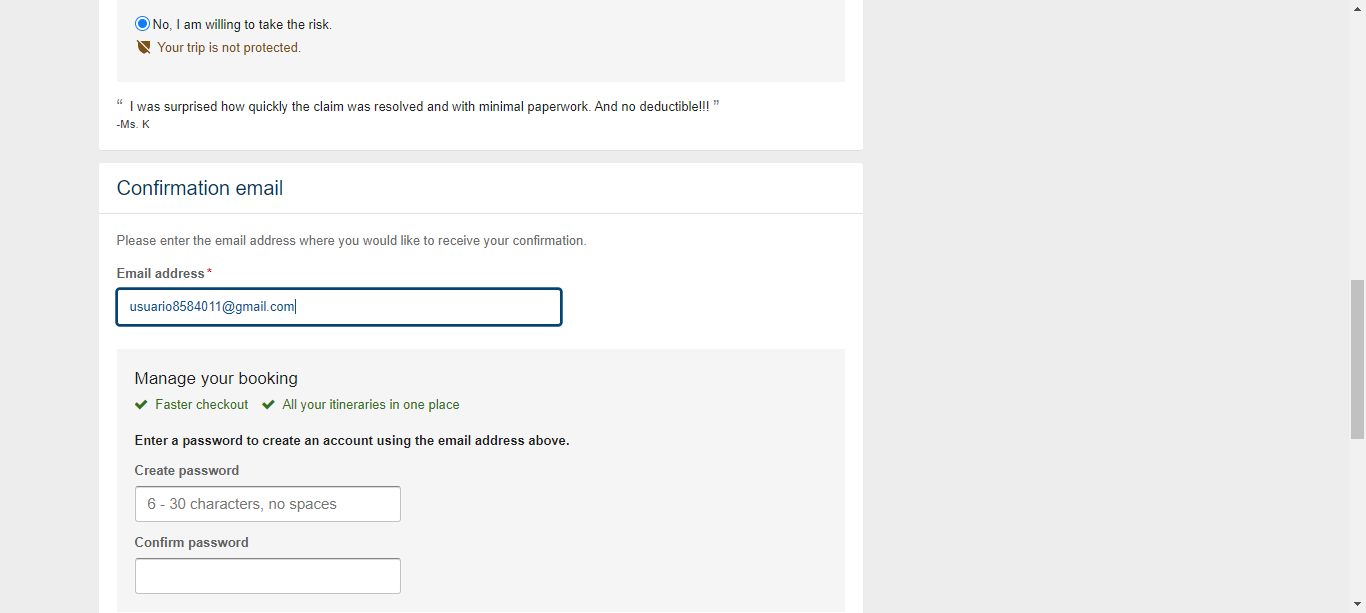 No, I am willing to take the risk.
Your trip is not protected.
“ I was surprised how quickly the claim was resolved and with minimal paperwork. And no deductible!!! ”
-Ms. K
Confirmation email
Please enter the email address where you would like to receive your confirmation.
Email address*
usuario8584011@gmail.com
Manage your booking
Faster checkout All your itineraries in one place
Enter a password to create an account using the email address above.
Create password
6 - 30 characters, no spaces
Confirm password